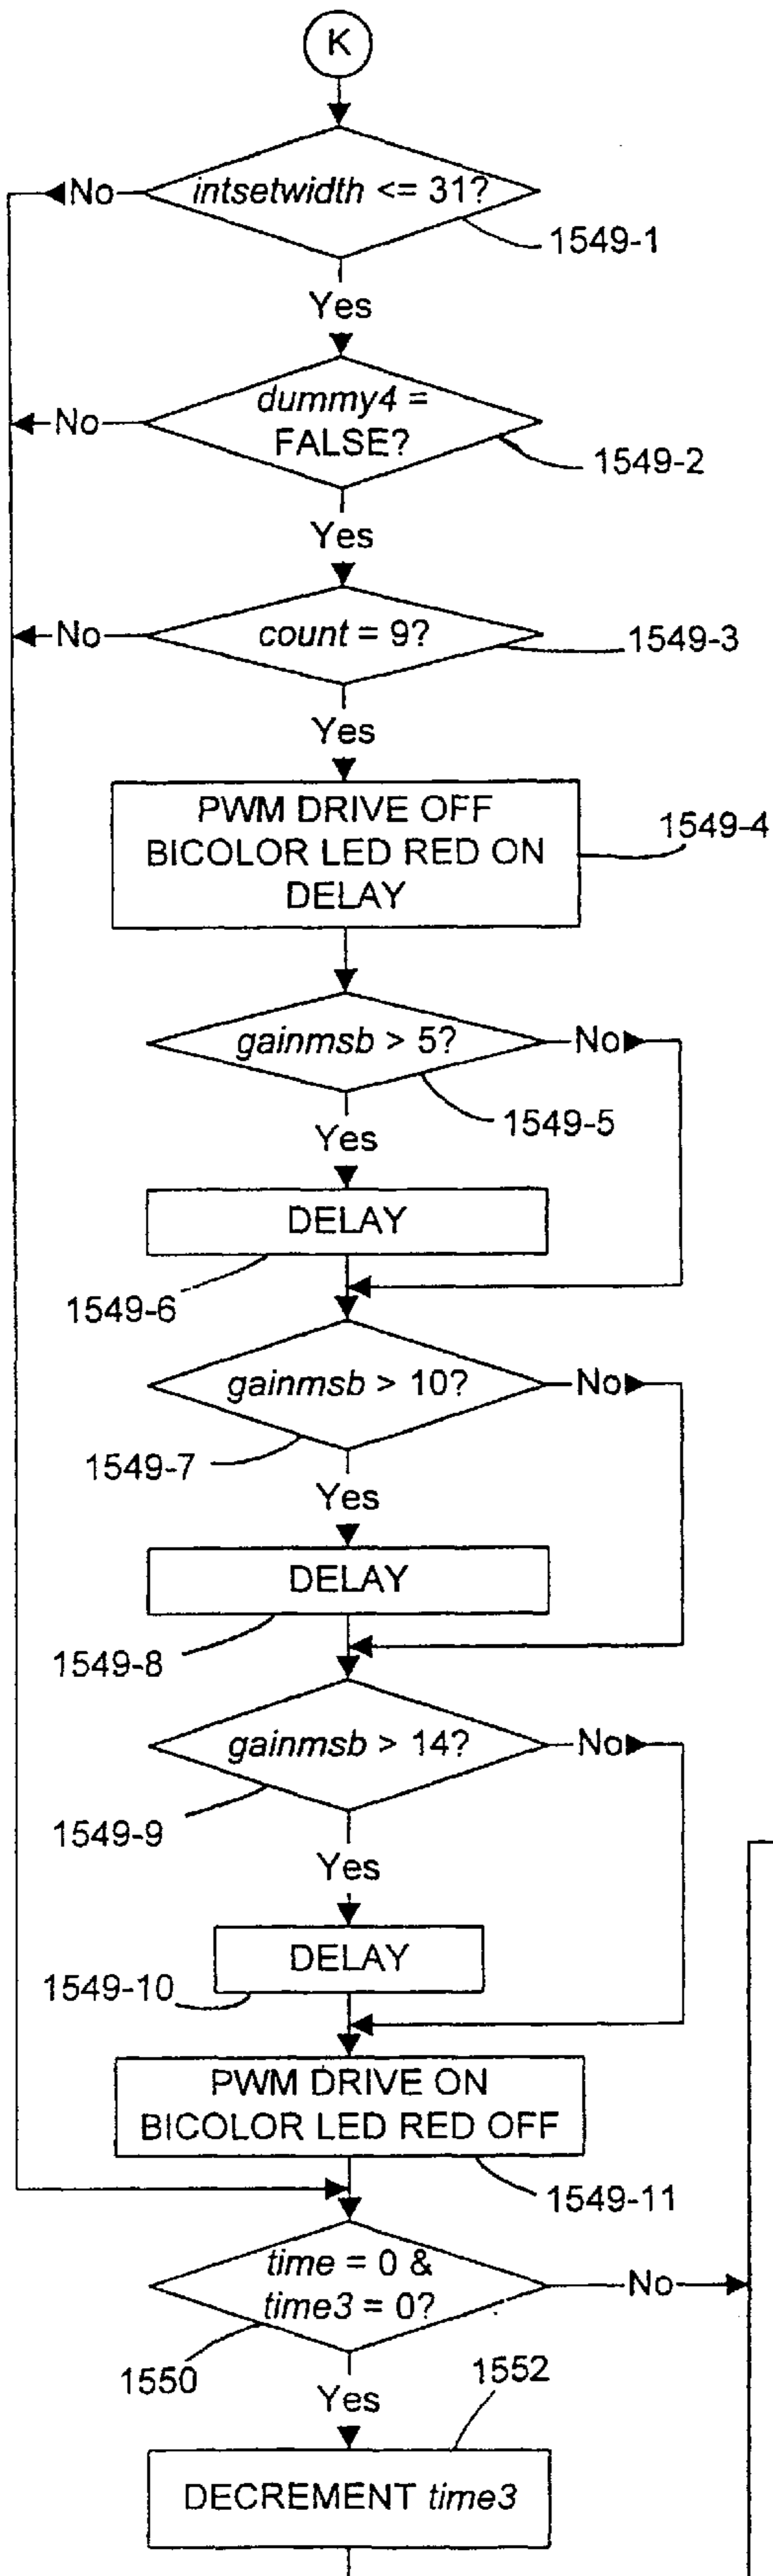 K
intsetwidth <= 31?
No
1549-1
Yes
dummy4 =
FALSE?
No
1549-2
Yes
count = 9?
No
1549-3
Yes
PWM DRIVE OFF
BICOLOR LED RED ON
DELAY
1549-4
gainmsb > 5?
No
1549-5
Yes
DELAY
1549-6
gainmsb > 10?
No
1549-7
Yes
DELAY
1549-8
gainmsb > 14?
No
1549-9
Yes
DELAY
1549-10
PWM DRIVE ON
BICOLOR LED RED OFF
1549-11
time = 0 &
time3 = 0?
No
1550
1552
Yes
DECREMENT time3